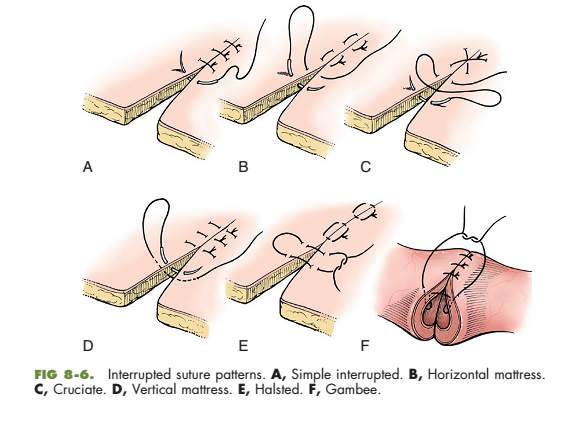 A
B
C
D
E
F
FIG 8-6. Interrupted suture patterns. A, Simple interrupted. B, Horizontal mattress.
C, Cruciate. D, Vertical mattress. E, Halsted. F, Gambee.